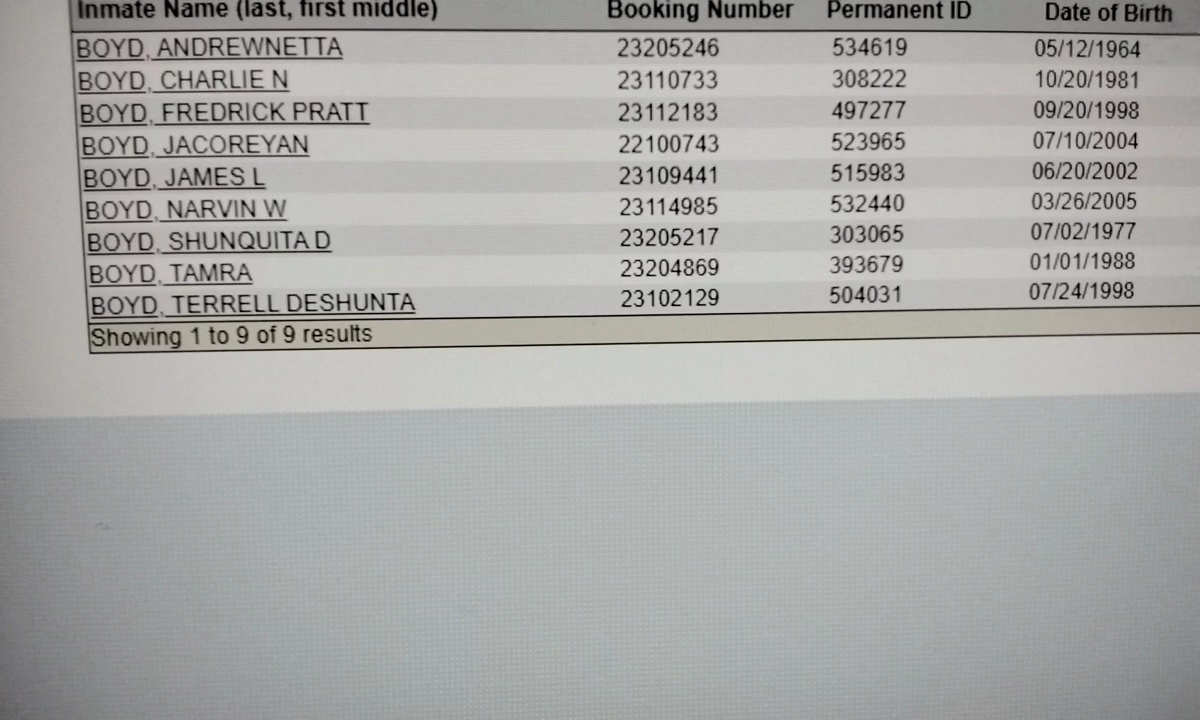 Inmate Name (last, first middle) Booking Number Permanent ID Date of Birth
BOYD, ANDREWNETTA 23205246 534619 05/12/1964
BOYD, CHARLIE N 23110733 308222 10/20/1981
BOYD, FREDRICK PRATT 23112183 497277 09/20/1998
BOYD, JACOREYAN 22100743 523965 07/10/2004
BOYD, JAMES L 23109441 515983 06/20/2002
BOYD, NARVIN W 23114985 532440 03/26/2005
BOYD, SHUNQUITA D 23205217 303065 07/02/1977
BOYD, TAMRA 23204869 393679 01/01/1988
BOYD, TERRELL DESHUNTA 23102129 504031 07/24/1998
Showing 1 to 9 of 9 results